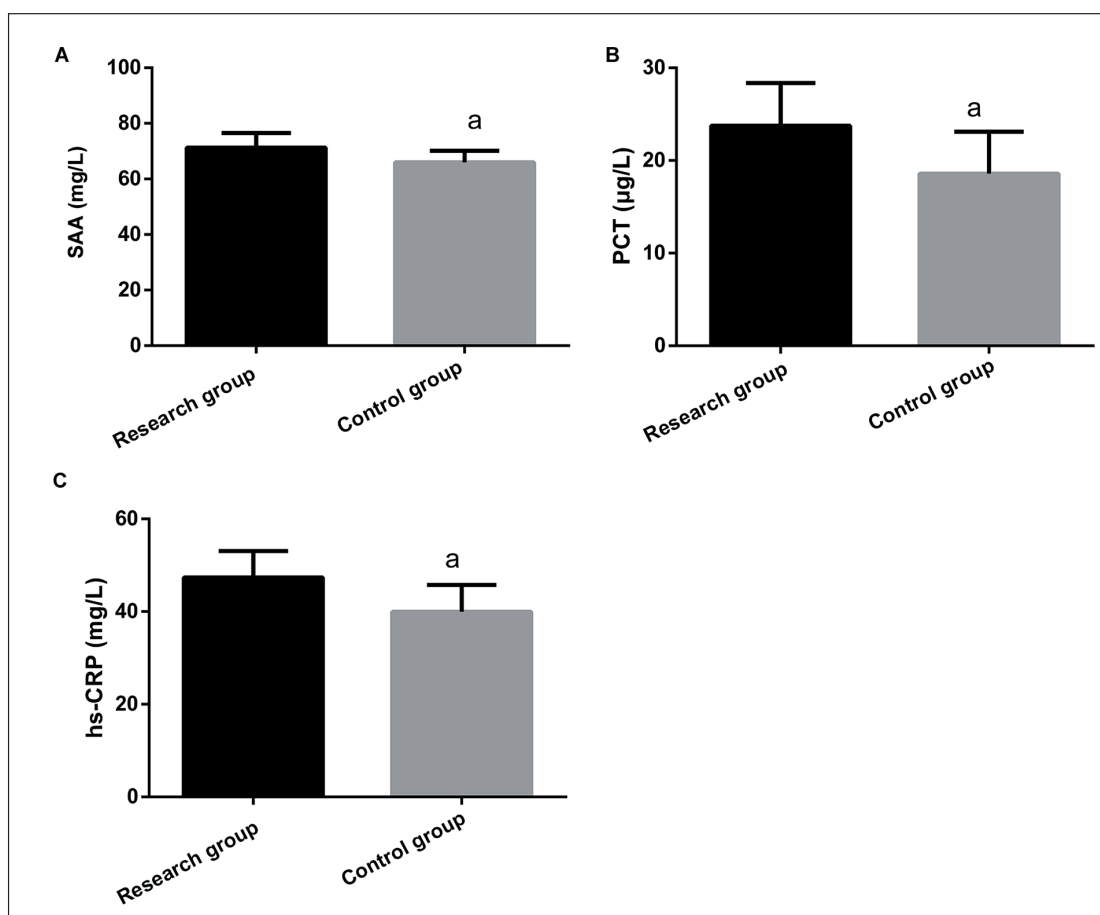 A
100
80
60
40
20
0
SAA (mg/L)
a
Research group
Control group
B
30
20
10
0
PCT (µg/L)
a
Research group
Control group
C
60
40
20
0
hs-CRP (mg/L)
a
Research group
Control group